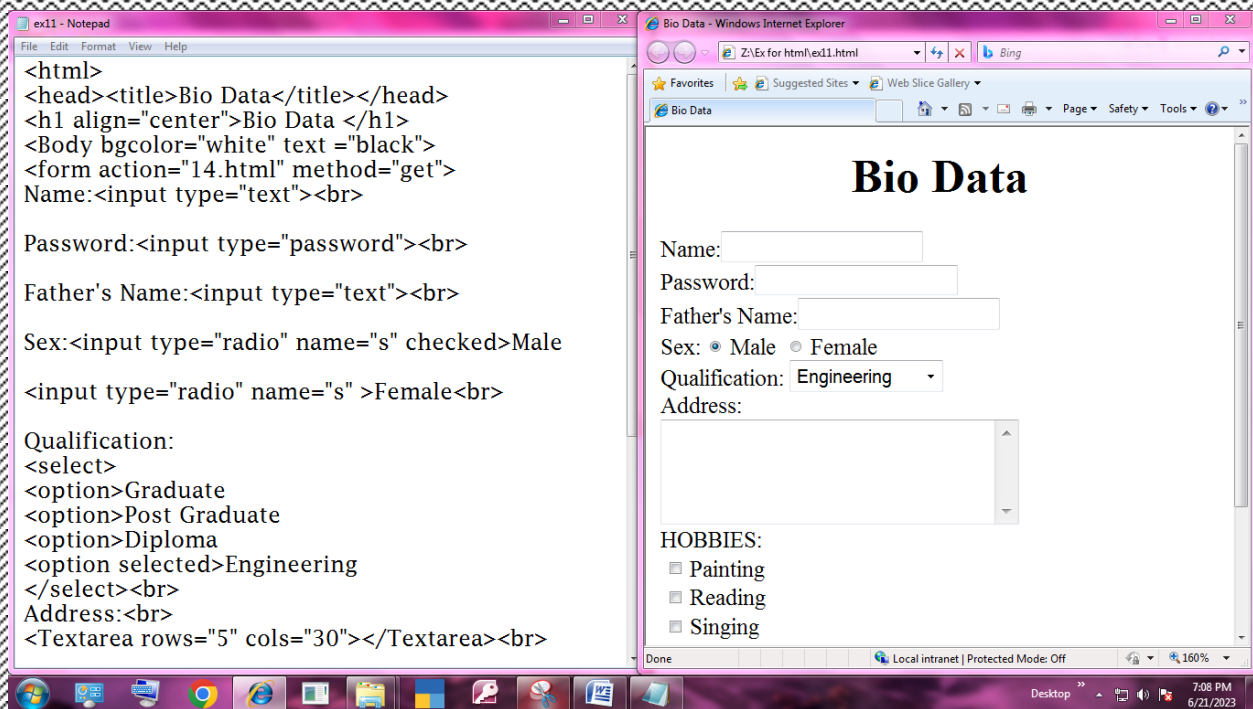 ex11 - Notepad
File Edit Format View Help
<html>
<head><title>Bio Data</title></head>
<h1 align="center">Bio Data </h1>
<Body bgcolor="white" text ="black">
<form action="14.html" method="get">
Name:<input type="text"><br>
Password:<input type="password"><br>
Father's Name:<input type="text"><br>
Sex:<input type="radio" name="s" checked>Male
<input type="radio" name="s" >Female<br>
Qualification:
<select>
<option>Graduate
<option>Post Graduate
<option>Diploma
<option selected>Engineering
</select><br>
Address:<br>
<Textarea rows="5" cols="30"></Textarea><br>
Bio Data - Windows Internet Explorer
Z:\Ex for html\ex11.html Bing
Favorites Suggested Sites Web Slice Gallery
Bio Data Page Safety Tools
Bio Data
Name:
Password:
Father's Name:
Sex: Male Female
Qualification: Engineering
Address:
HOBBIES:
Painting
Reading
Singing
Done Local intranet | Protected Mode: Off 160%
Desktop 7:08 PM
6/21/2023